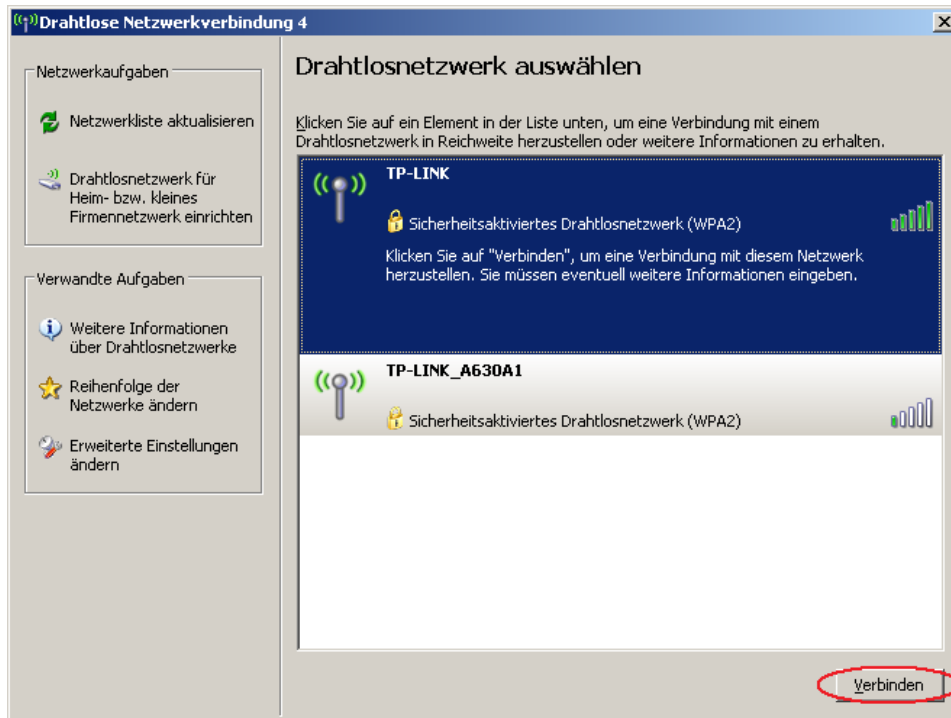 Drahtlose Netzwerkverbindung 4
Netzwerkaufgaben
Netzwerkliste aktualisieren
Drahtlosnetzwerk für
Heim- bzw. kleines
Firmennetzwerk einrichten
Verwandte Aufgaben
Weitere Informationen
über Drahtlosnetzwerke
Reihenfolge der
Netzwerke ändern
Erweiterte Einstellungen
ändern
Drahtlosnetzwerk auswählen
Klicken Sie auf ein Element in der Liste unten, um eine Verbindung mit einem
Drahtlosnetzwerk in Reichweite herzustellen oder weitere Informationen zu erhalten.
TP-LINK
Sicherheitsaktiviertes Drahtlosnetzwerk (WPA2)
Klicken Sie auf "Verbinden", um eine Verbindung mit diesem Netzwerk
herzustellen. Sie müssen eventuell weitere Informationen eingeben.
TP-LINK_A630A1
Sicherheitsaktiviertes Drahtlosnetzwerk (WPA2)
Verbinden